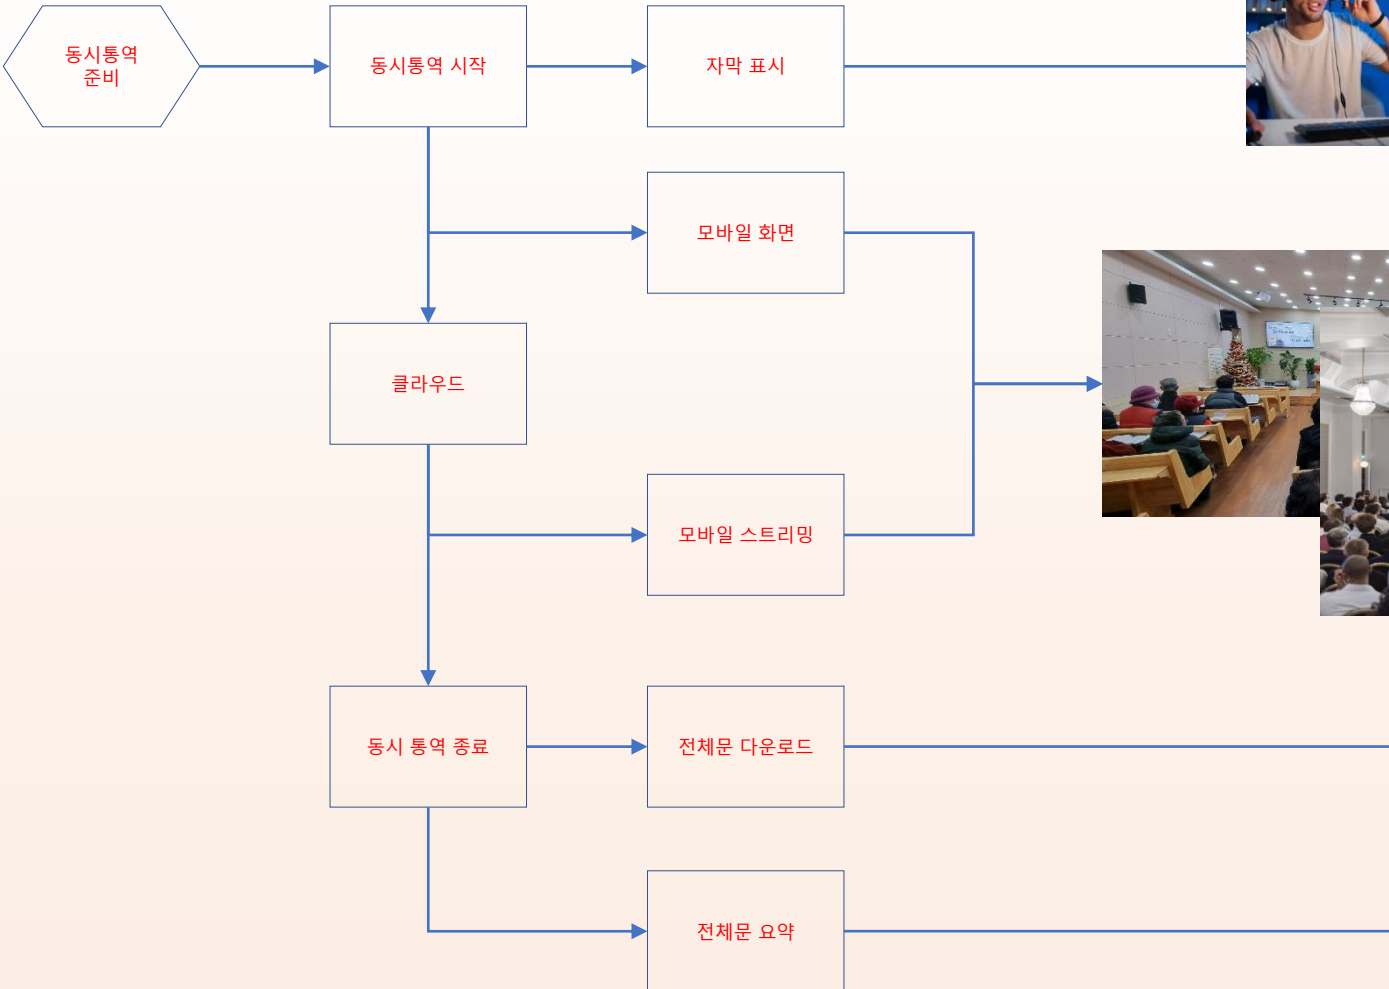 동시통역
준비
동시통역 시작
자막 표시
모바일 화면
클라우드
모바일 스트리밍
동시 통역 종료
전체문 다운로드
전체문 요약